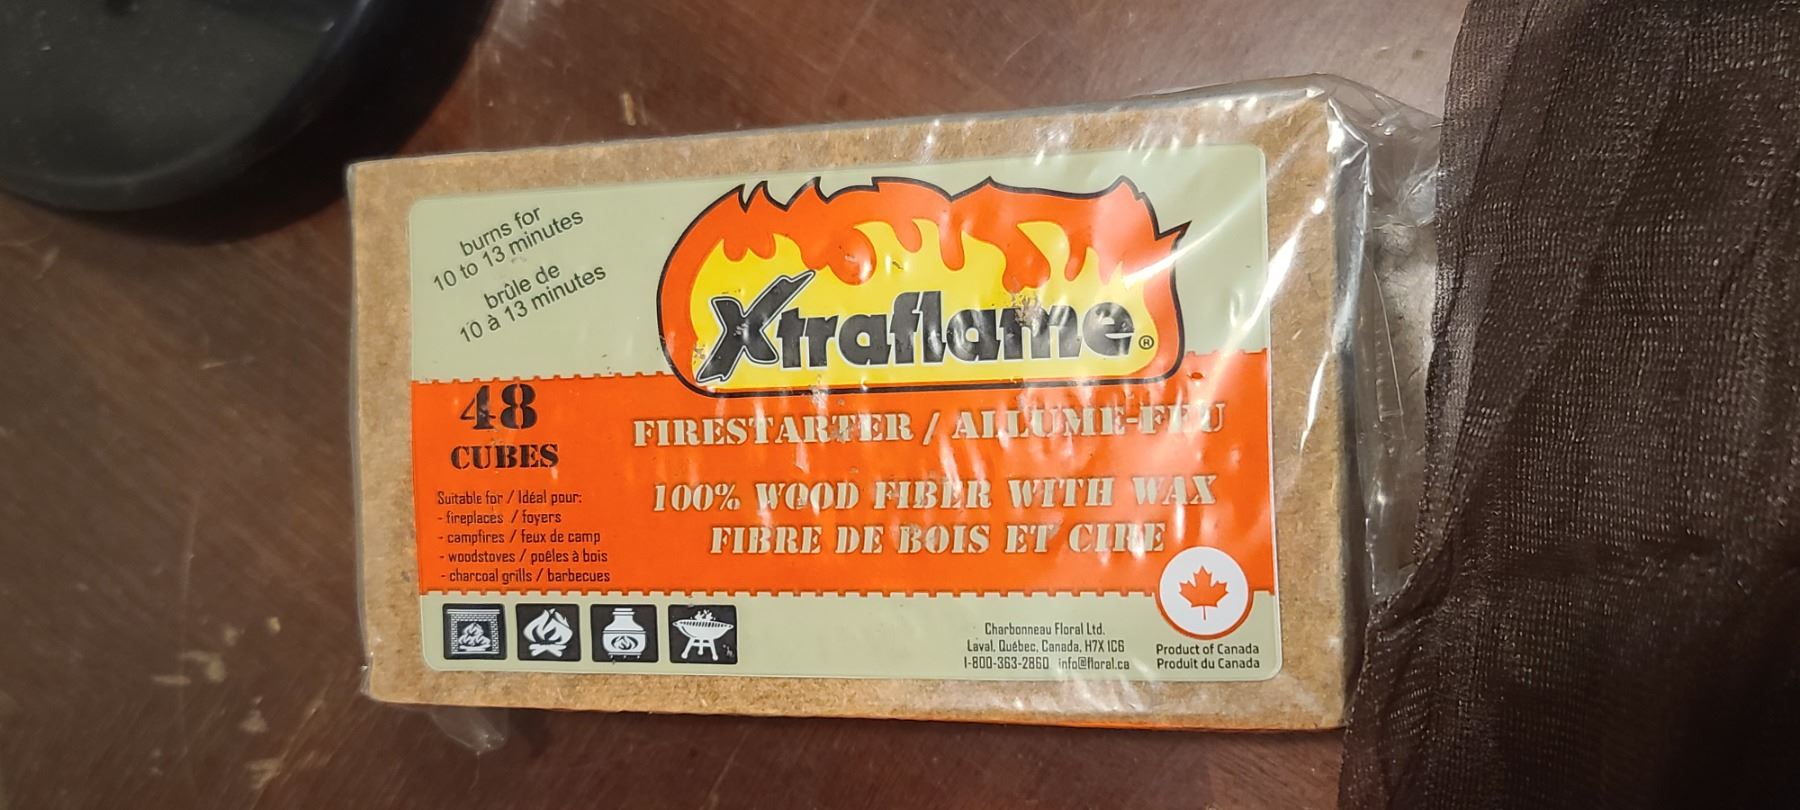 burns for
10 to 13 minutes
brûle de
10 à 13 minutes
Xtraflame®
48
CUBES
FIRESTARTER / ALLUME-FEU
100% WOOD FIBER WITH WAX
FIBRE DE BOIS ET CIRE
Suitable for / Idéal pour:
- fireplaces / foyers
- campfires / feux de camp
- woodstoves / poêles à bois
- charcoal grills / barbecues
Charbonneau Floral Ltd.
Laval, Québec, Canada, H7X 1C6
1-800-363-2860 info@floral.ca
Product of Canada
Produit du Canada